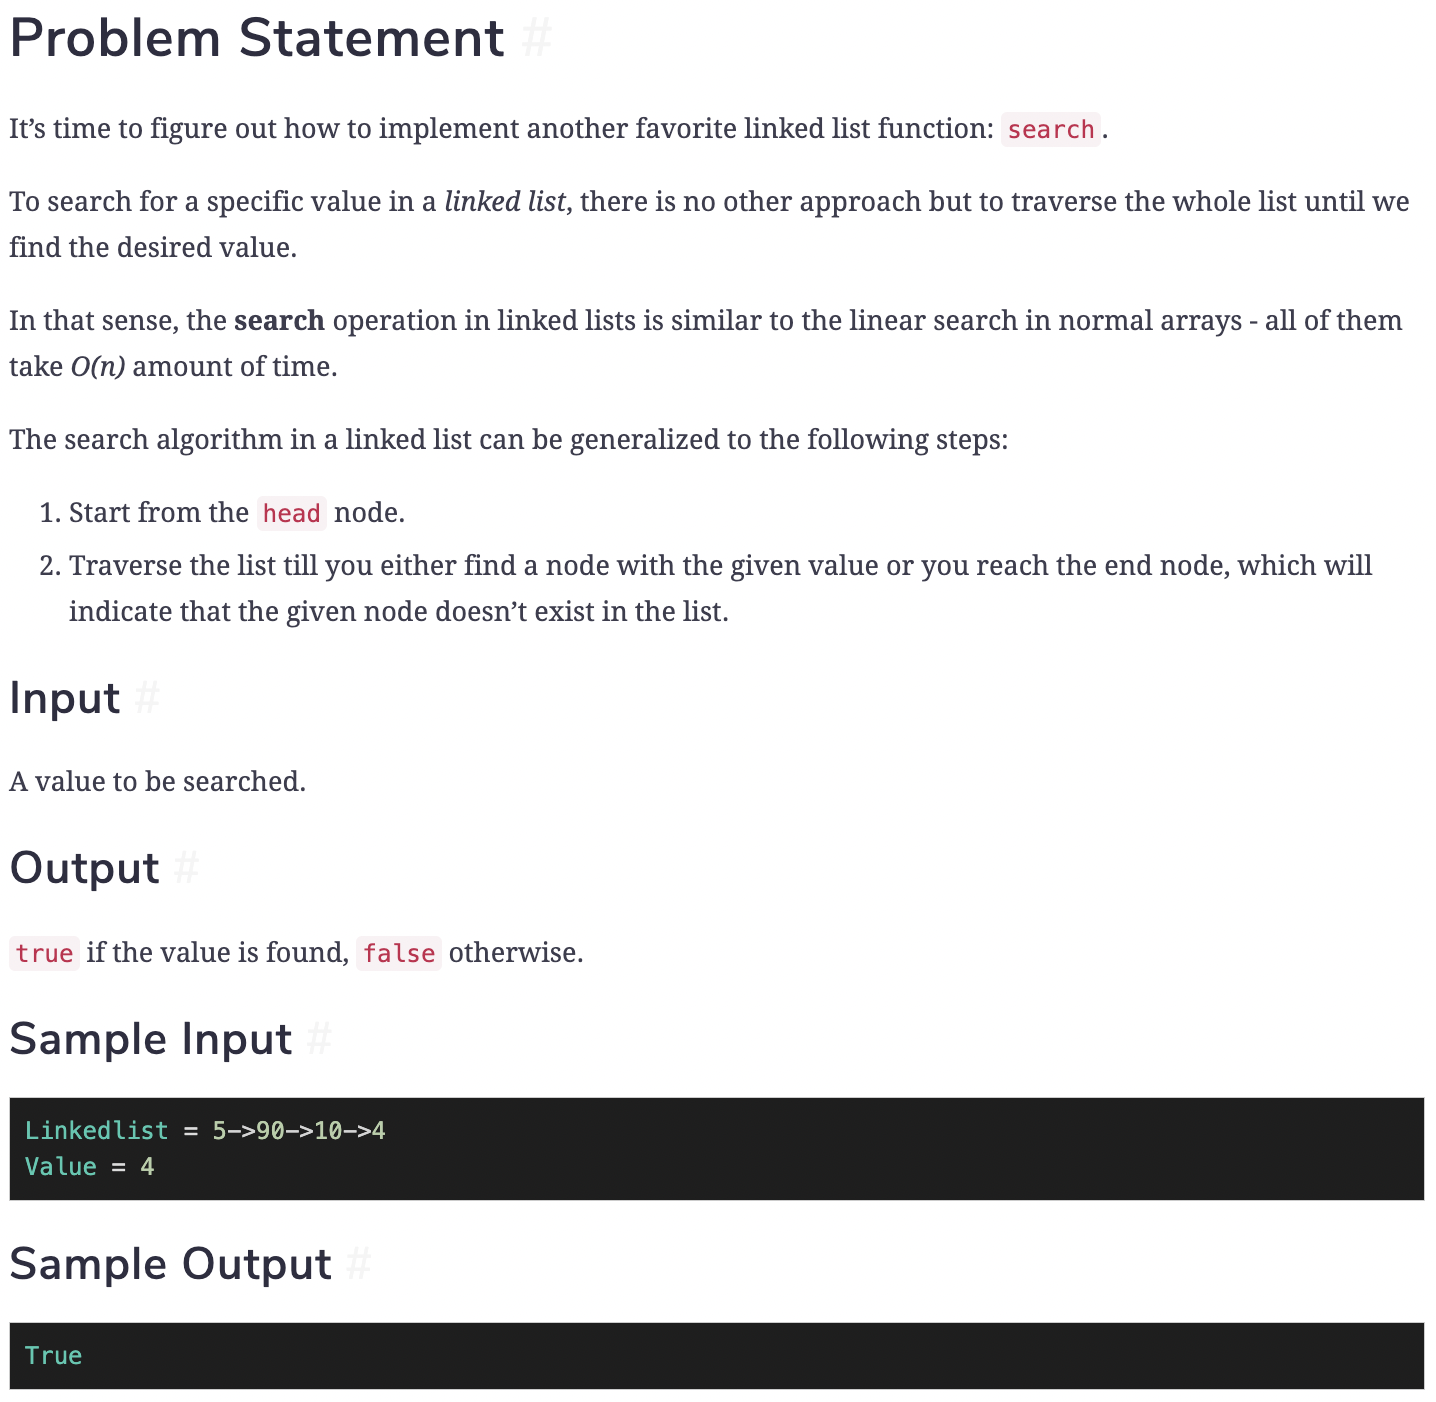 Problem Statement #
It’s time to figure out how to implement another favorite linked list function: search.
To search for a specific value in a linked list, there is no other approach but to traverse the whole list until we
find the desired value.
In that sense, the search operation in linked lists is similar to the linear search in normal arrays - all of them
take O(n) amount of time.
The search algorithm in a linked list can be generalized to the following steps:
1. Start from the head node.
2. Traverse the list till you either find a node with the given value or you reach the end node, which will
indicate that the given node doesn’t exist in the list.
Input #
A value to be searched.
Output #
true if the value is found, false otherwise.
Sample Input #
Linkedlist = 5->90->10->4
Value = 4
Sample Output #
True